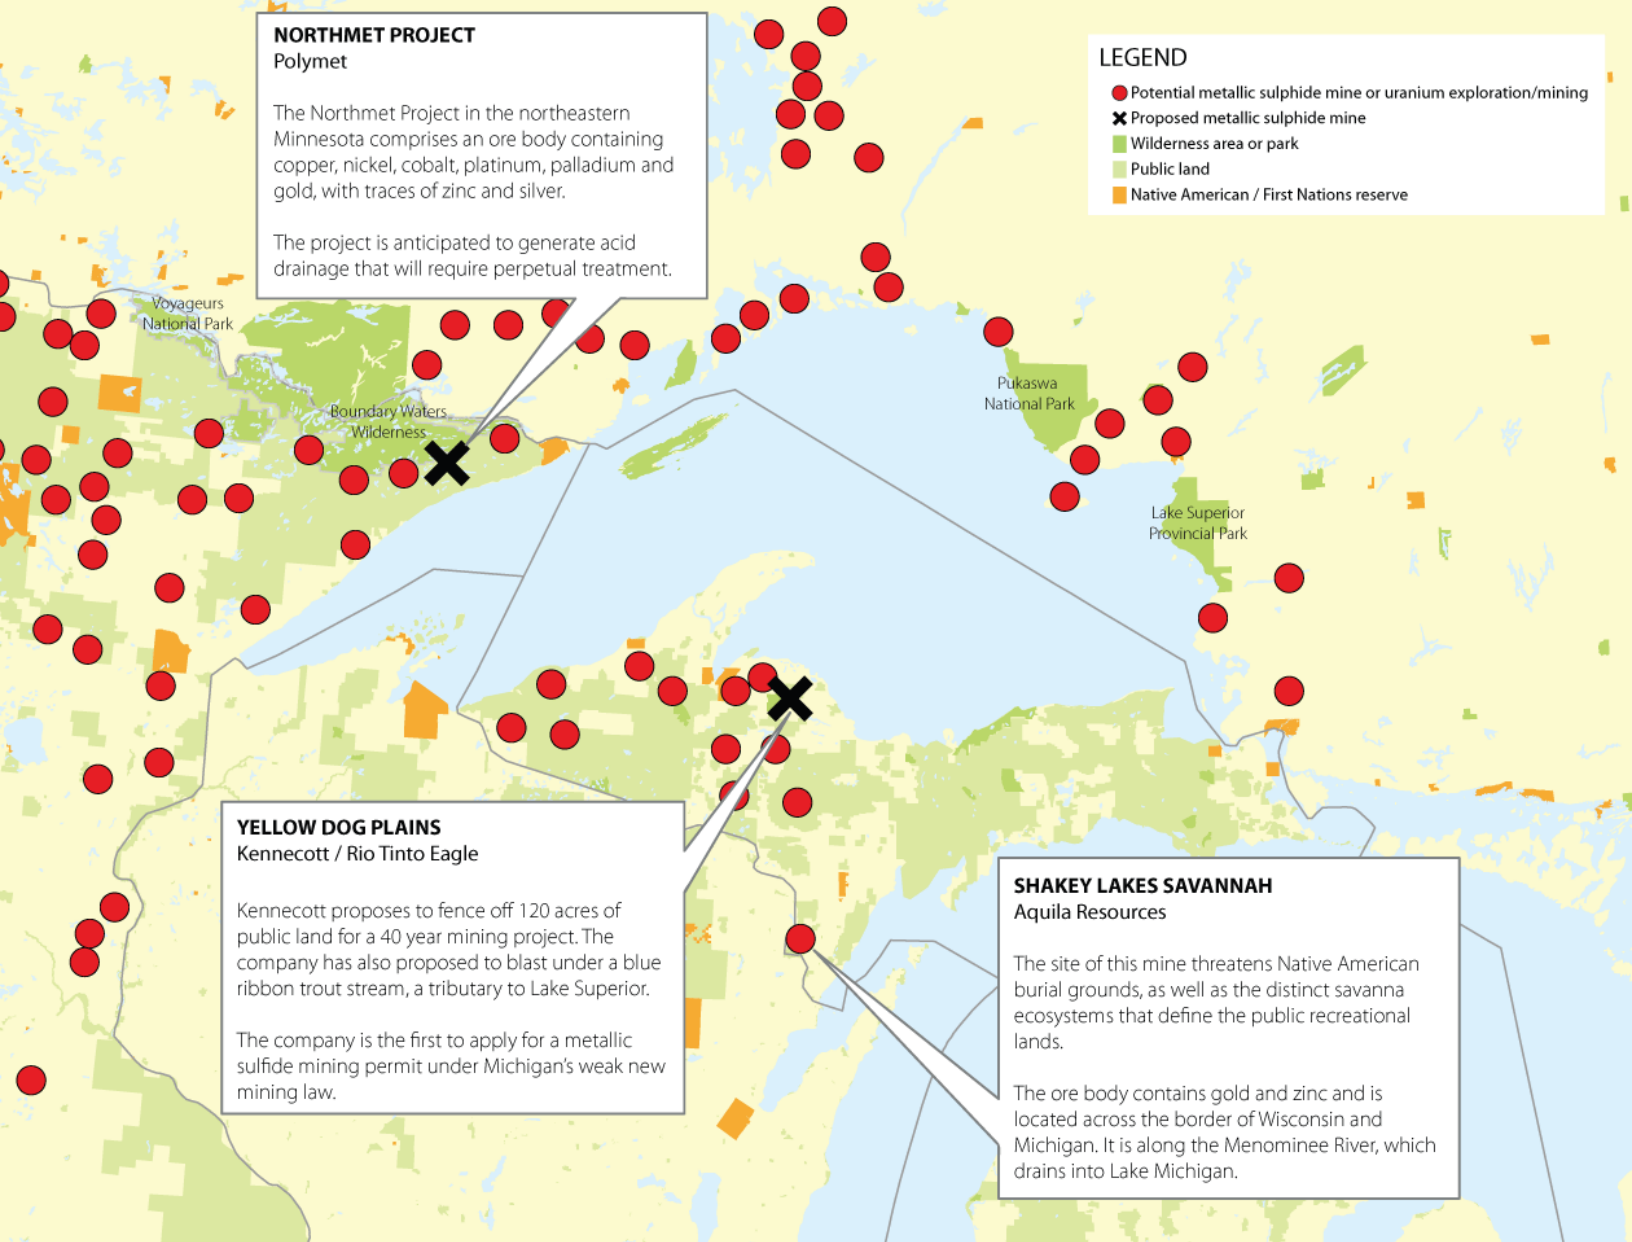 NORTHMET PROJECT
Polymet
The Northmet Project in the northeastern
Minnesota comprises an ore body containing
copper, nickel, cobalt, platinum, palladium and
gold, with traces of zinc and silver.
The project is anticipated to generate acid
drainage that will require perpetual treatment.
LEGEND
Potential metallic sulphide mine or uranium exploration/mining
Proposed metallic sulphide mine
Wilderness area or park
Public land
Native American / First Nations reserve
Voyageurs
National Park
Boundary Waters
Wilderness
Pukaswa
National Park
Lake Superior
Provincial Park
YELLOW DOG PLAINS
Kennecott / Rio Tinto Eagle
Kennecott proposes to fence off 120 acres of
public land for a 40 year mining project. The
company has also proposed to blast under a blue
ribbon trout stream, a tributary to Lake Superior.
The company is the first to apply for a metallic
sulfide mining permit under Michigan's weak new
mining law.
SHAKEY LAKES SAVANNAH
Aquila Resources
The site of this mine threatens Native American
burial grounds, as well as the distinct savanna
ecosystems that define the public recreational
lands.
The ore body contains gold and zinc and is
located across the border of Wisconsin and
Michigan. It is along the Menominee River, which
drains into Lake Michigan.